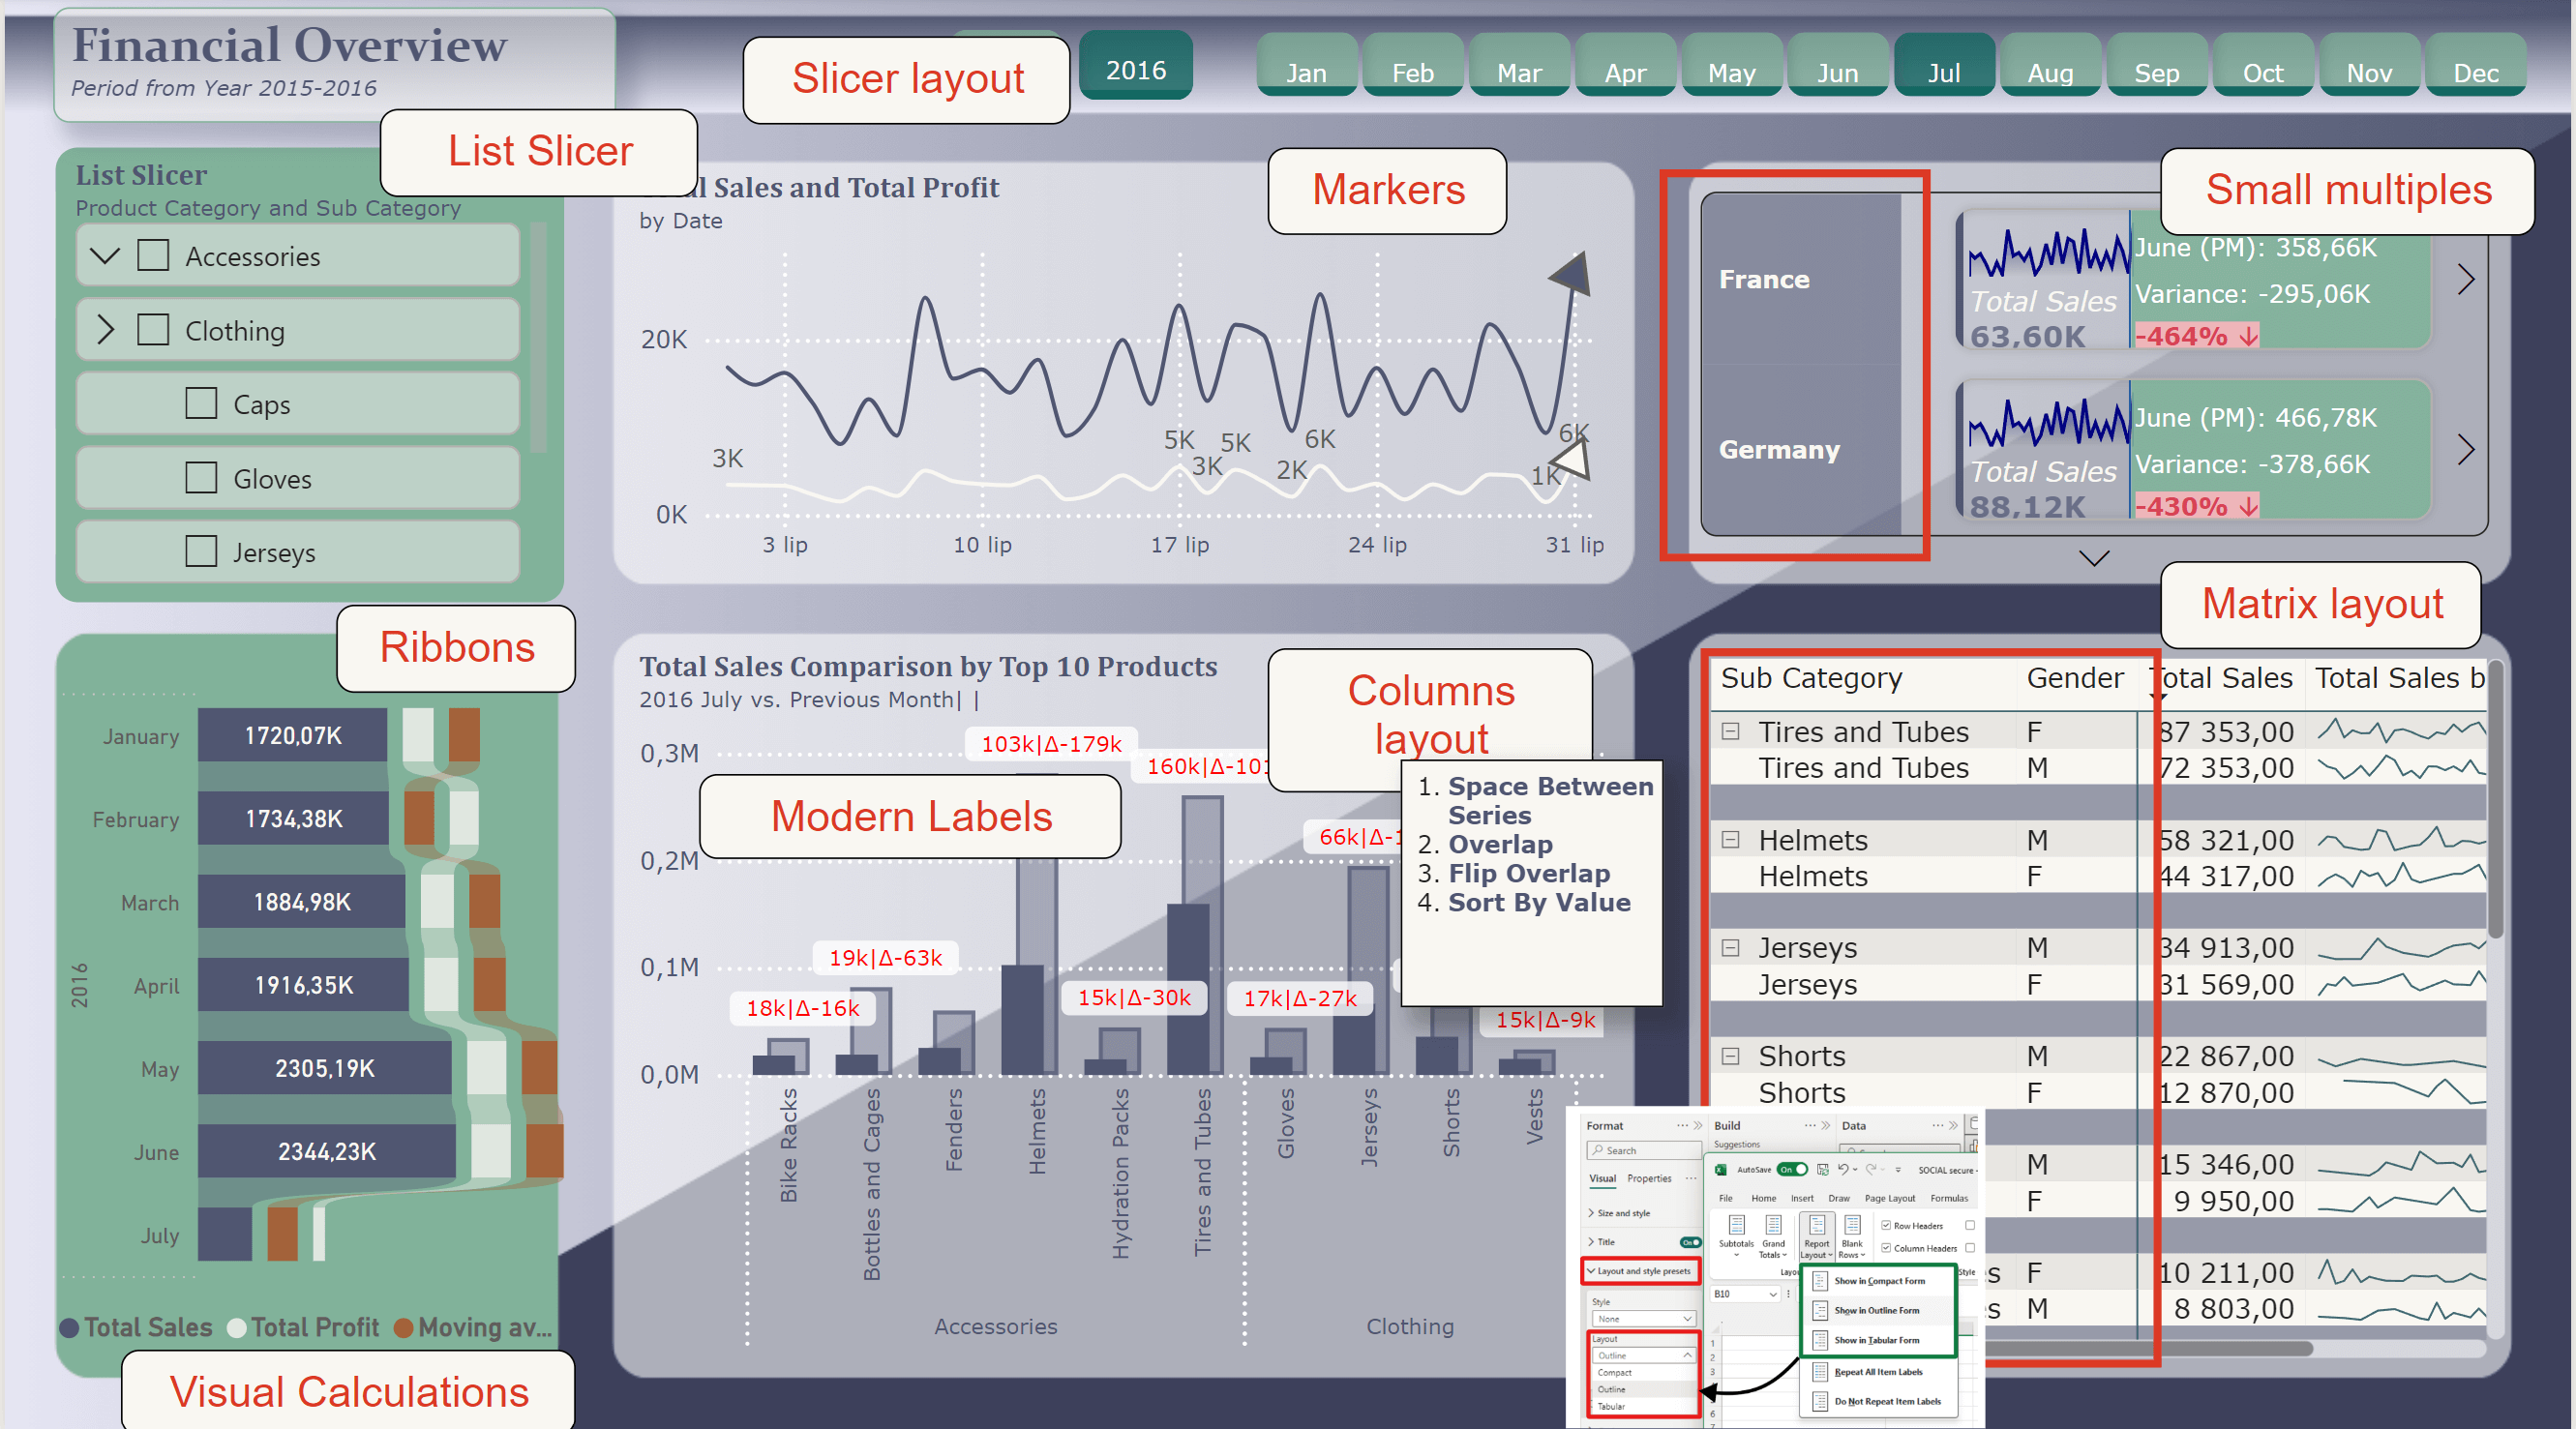 Financial Overview
Period from Year 2015-2016
Slicer layout
2016
Jan
Feb
Mar
Apr
May
Jun
Jul
Aug
Sep
Oct
Nov
Dec
List Slicer
List Slicer
Product Category and Sub Category
Accessories
Clothing
Caps
Gloves
Jerseys
l Sales and Total Profit
by Date
Markers
20K
0K
3K
5K
3K
5K
2K
6K
1K
6K
3 lip
10 lip
17 lip
24 lip
31 lip
Small multiples
France
Total Sales
63,60K
June (PM): 358,66K
Variance: -295,06K
-464% ↓
Germany
Total Sales
88,12K
June (PM): 466,78K
Variance: -378,66K
-430% ↓
Ribbons
2016
January
1720,07K
February
1734,38K
March
1884,98K
April
1916,35K
May
2305,19K
June
2344,23K
July
Total Sales
Total Profit
Moving av...
Visual Calculations
Total Sales Comparison by Top 10 Products
2016 July vs. Previous Month| |
Columns
layout
1. Space Between
Series
2. Overlap
3. Flip Overlap
4. Sort By Value
Modern Labels
0,3M
0,2M
0,1M
0,0M
18k|Δ-16k
19k|Δ-63k
103k|Δ-179k
15k|Δ-30k
160k|Δ-101
17k|Δ-27k
66k|Δ-1
15k|Δ-9k
Bike Racks
Bottles and Cages
Fenders
Helmets
Hydration Packs
Tires and Tubes
Gloves
Jerseys
Shorts
Vests
Accessories
Clothing
Matrix layout
Sub Category Gender Total Sales Total Sales b
Tires and Tubes F 87 353,00
Tires and Tubes M 72 353,00
Helmets M 58 321,00
Helmets F 44 317,00
Jerseys M 34 913,00
Jerseys F 31 569,00
Shorts M 22 867,00
Shorts F 12 870,00
M 15 346,00
F 9 950,00
s F 10 211,00
s M 8 803,00
Format
Build
Data
Search
Suggestions
Visual
Properties
Size and style
Title
On
Layout and style presets
Style
None
Layout
Outline
Compact
Outline
Tabular
AutoSave On
SOCIAL secure
File Home Insert Draw Page Layout Formulas
Subtotals
Grand
Totals
Report
Layout
Blank
Rows
Row Headers
Column Headers
Layou
Style
B10
Show in Compact Form
Show in Outline Form
Show in Tabular Form
Repeat All Item Labels
Do Not Repeat Item Labels
1
2
3
4
5
6
7